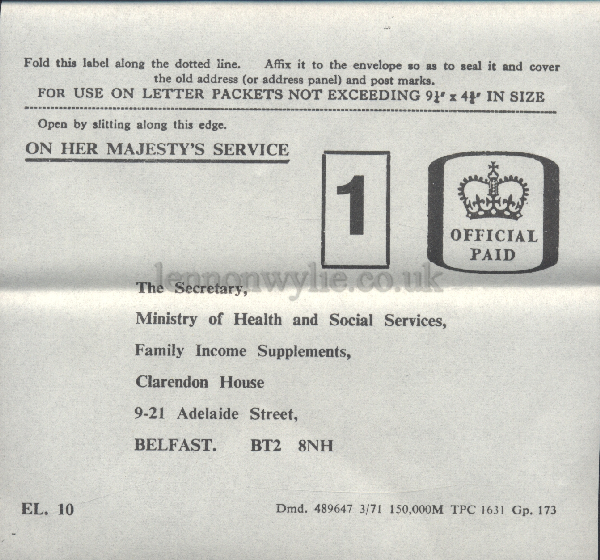 Fold this label along the dotted line. Affix it to the envelope so as to seal it and cover
the old address (or address panel) and post marks.
FOR USE ON LETTER PACKETS NOT EXCEEDING 9¼" x 4⅜" IN SIZE
Open by slitting along this edge.
ON HER MAJESTY'S SERVICE
1
OFFICIAL
PAID
lennonwylie.co.uk
The Secretary,
Ministry of Health and Social Services,
Family Income Supplements,
Clarendon House
9-21 Adelaide Street,
BELFAST. BT2 8NH
EL. 10
Dmd. 489647 3/71 150,000M TPC 1631 Gp. 173